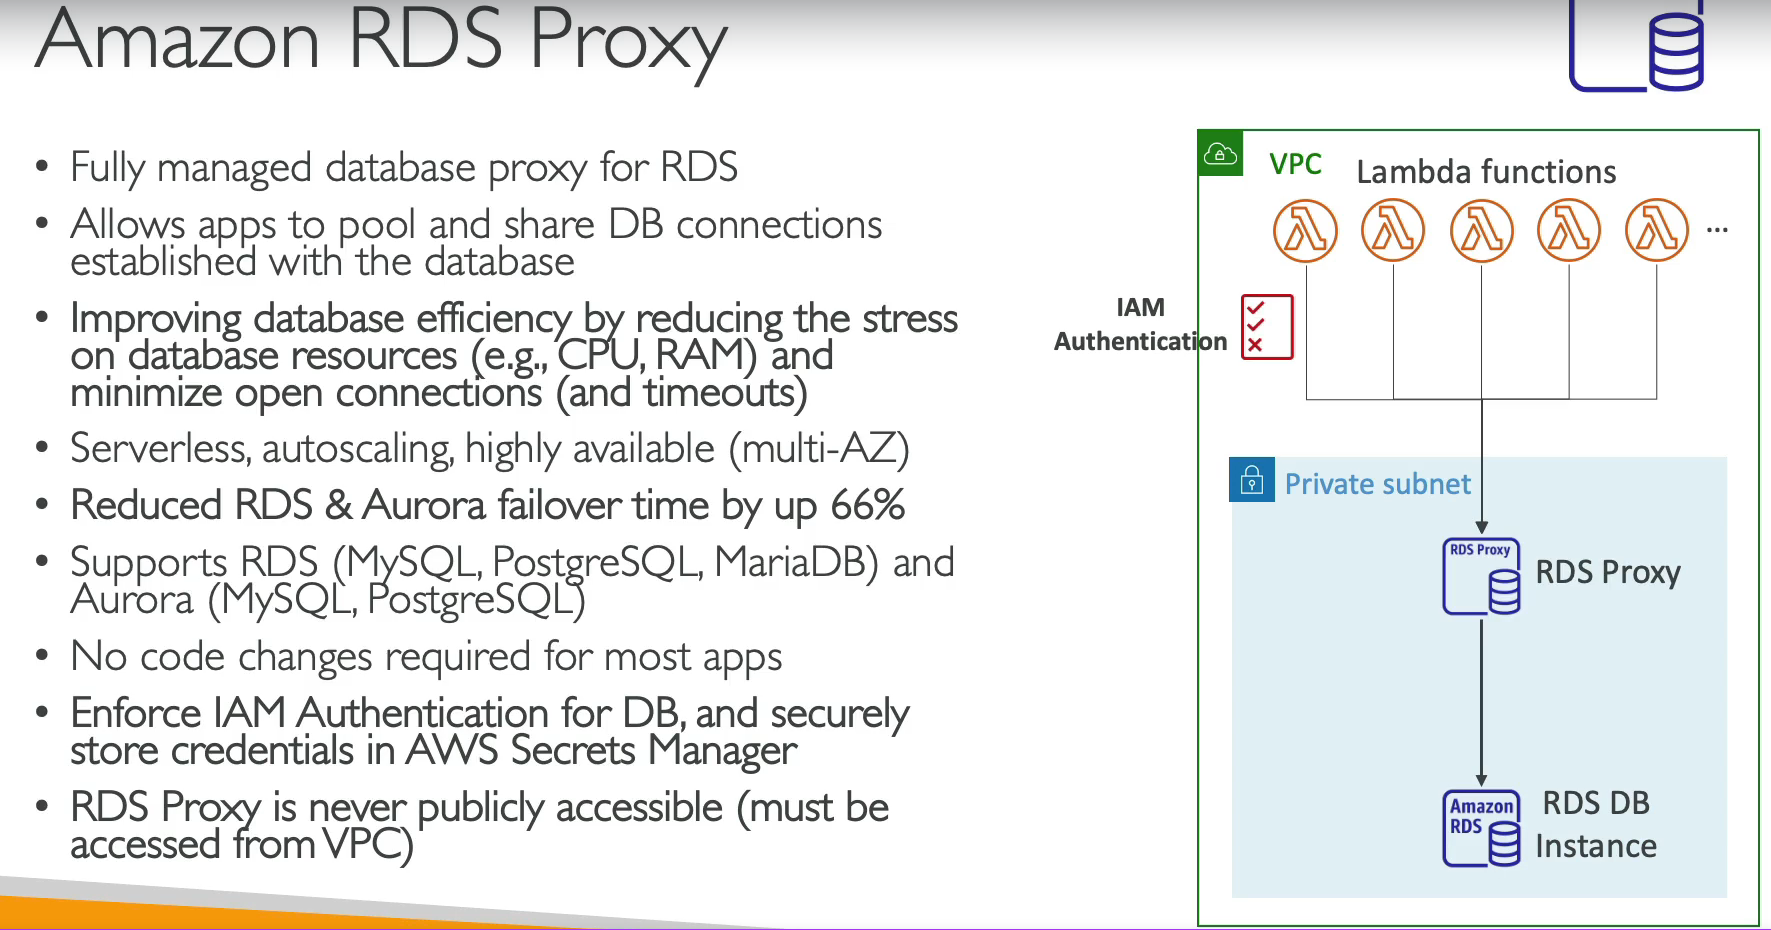 Amazon RDS Proxy
• Fully managed database proxy for RDS
• Allows apps to pool and share DB connections
established with the database
• Improving database efficiency by reducing the stress
on database resources (e.g., CPU, RAM) and
minimize open connections (and timeouts)
• Serverless, autoscaling, highly available (multi-AZ)
• Reduced RDS & Aurora failover time by up 66%
• Supports RDS (MySQL, PostgreSQL, MariaDB) and
Aurora (MySQL, PostgreSQL)
• No code changes required for most apps
• Enforce IAM Authentication for DB, and securely
store credentials in AWS Secrets Manager
• RDS Proxy is never publicly accessible (must be
accessed from VPC)
VPC
Lambda functions
...
IAM
Authentication
Private subnet
RDS Proxy
RDS Proxy
Amazon
RDS
RDS DB
Instance